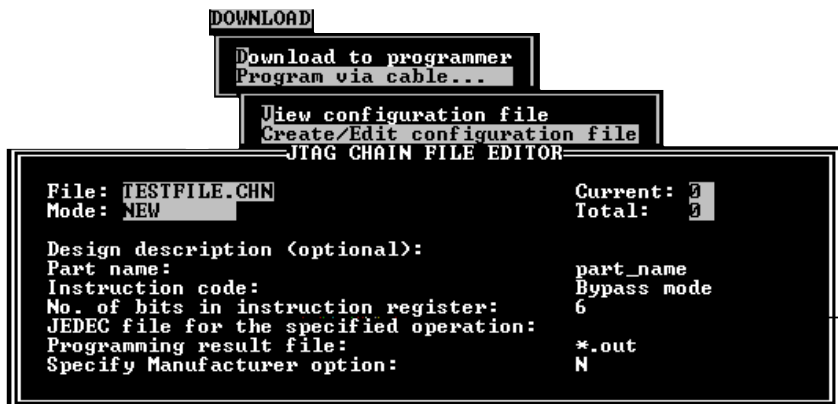 DOWNLOAD
Download to programmer
Program via cable...
View configuration file
Create/Edit configuration file
JTAG CHAIN FILE EDITOR
File: TESTFILE.CHN Current: 0
Mode: NEW Total: 0
Design description (optional):
Part name: part_name
Instruction code: Bypass mode
No. of bits in instruction register: 6
JEDEC file for the specified operation:
Programming result file: *.out
Specify Manufacturer option: N